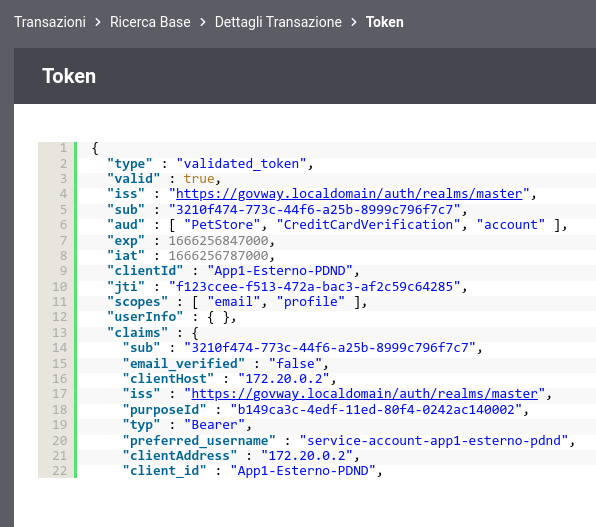 Transazioni > Ricerca Base > Dettagli Transazione > Token
Token
1 {
2 "type" : "validated_token",
3 "valid" : true,
4 "iss" : "https://govway.localdomain/auth/realms/master",
5 "sub" : "3210f474-773c-44f6-a25b-8999c796f7c7",
6 "aud" : [ "PetStore", "CreditCardVerification", "account" ],
7 "exp" : 1666256847000,
8 "iat" : 1666256787000,
9 "clientId" : "App1-Esterno-PDND",
10 "jti" : "f123ccee-f513-472a-bac3-af2c59c64285",
11 "scopes" : [ "email", "profile" ],
12 "userInfo" : { },
13 "claims" : {
14 "sub" : "3210f474-773c-44f6-a25b-8999c796f7c7",
15 "email_verified" : "false",
16 "clientHost" : "172.20.0.2",
17 "iss" : "https://govway.localdomain/auth/realms/master",
18 "purposeId" : "b149ca3c-4edf-11ed-80f4-0242ac140002",
19 "typ" : "Bearer",
20 "preferred_username" : "service-account-app1-esterno-pdnd",
21 "clientAddress" : "172.20.0.2",
22 "client_id" : "App1-Esterno-PDND",